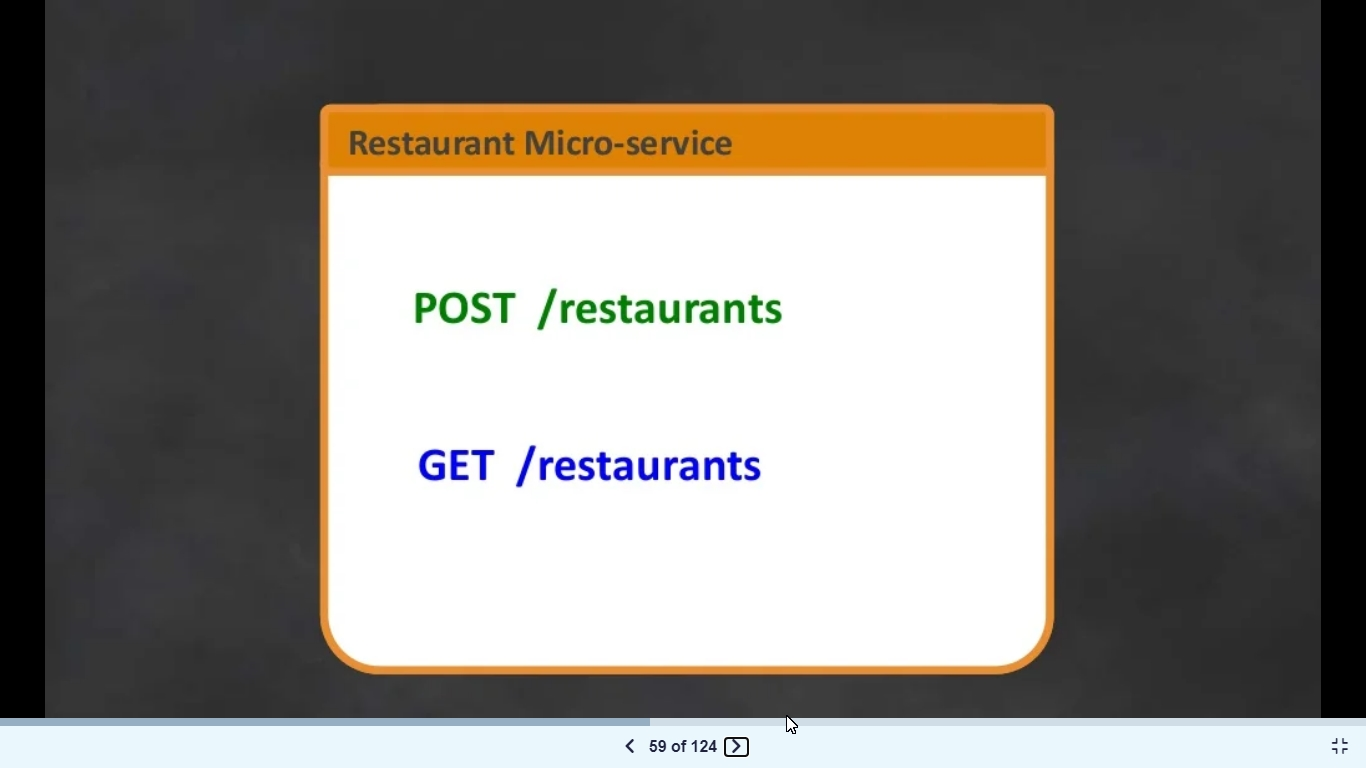 Restaurant Micro-service
POST /restaurants
GET /restaurants
59 of 124